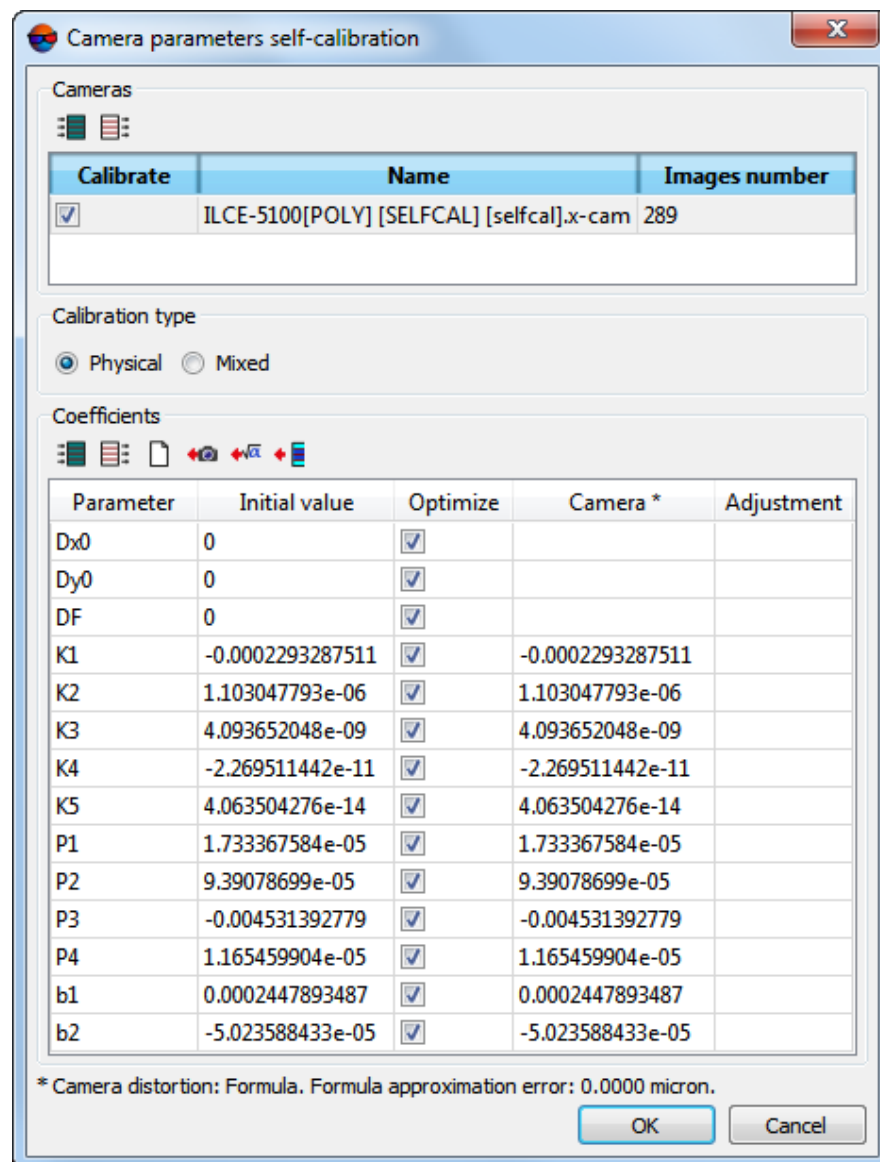 Camera parameters self-calibration
Cameras
Calibrate Name Images number
ILCE-5100[POLY] [SELFCAL] [selfcal].x-cam 289
Calibration type
Physical Mixed
Coefficients
Parameter Initial value Optimize Camera * Adjustment
Dx0 0
Dy0 0
DF 0
K1 -0.0002293287511 -0.0002293287511
K2 1.103047793e-06 1.103047793e-06
K3 4.093652048e-09 4.093652048e-09
K4 -2.269511442e-11 -2.269511442e-11
K5 4.063504276e-14 4.063504276e-14
P1 1.733367584e-05 1.733367584e-05
P2 9.39078699e-05 9.39078699e-05
P3 -0.004531392779 -0.004531392779
P4 1.165459904e-05 1.165459904e-05
b1 0.0002447893487 0.0002447893487
b2 -5.023588433e-05 -5.023588433e-05
* Camera distortion: Formula. Formula approximation error: 0.0000 micron.
OK Cancel